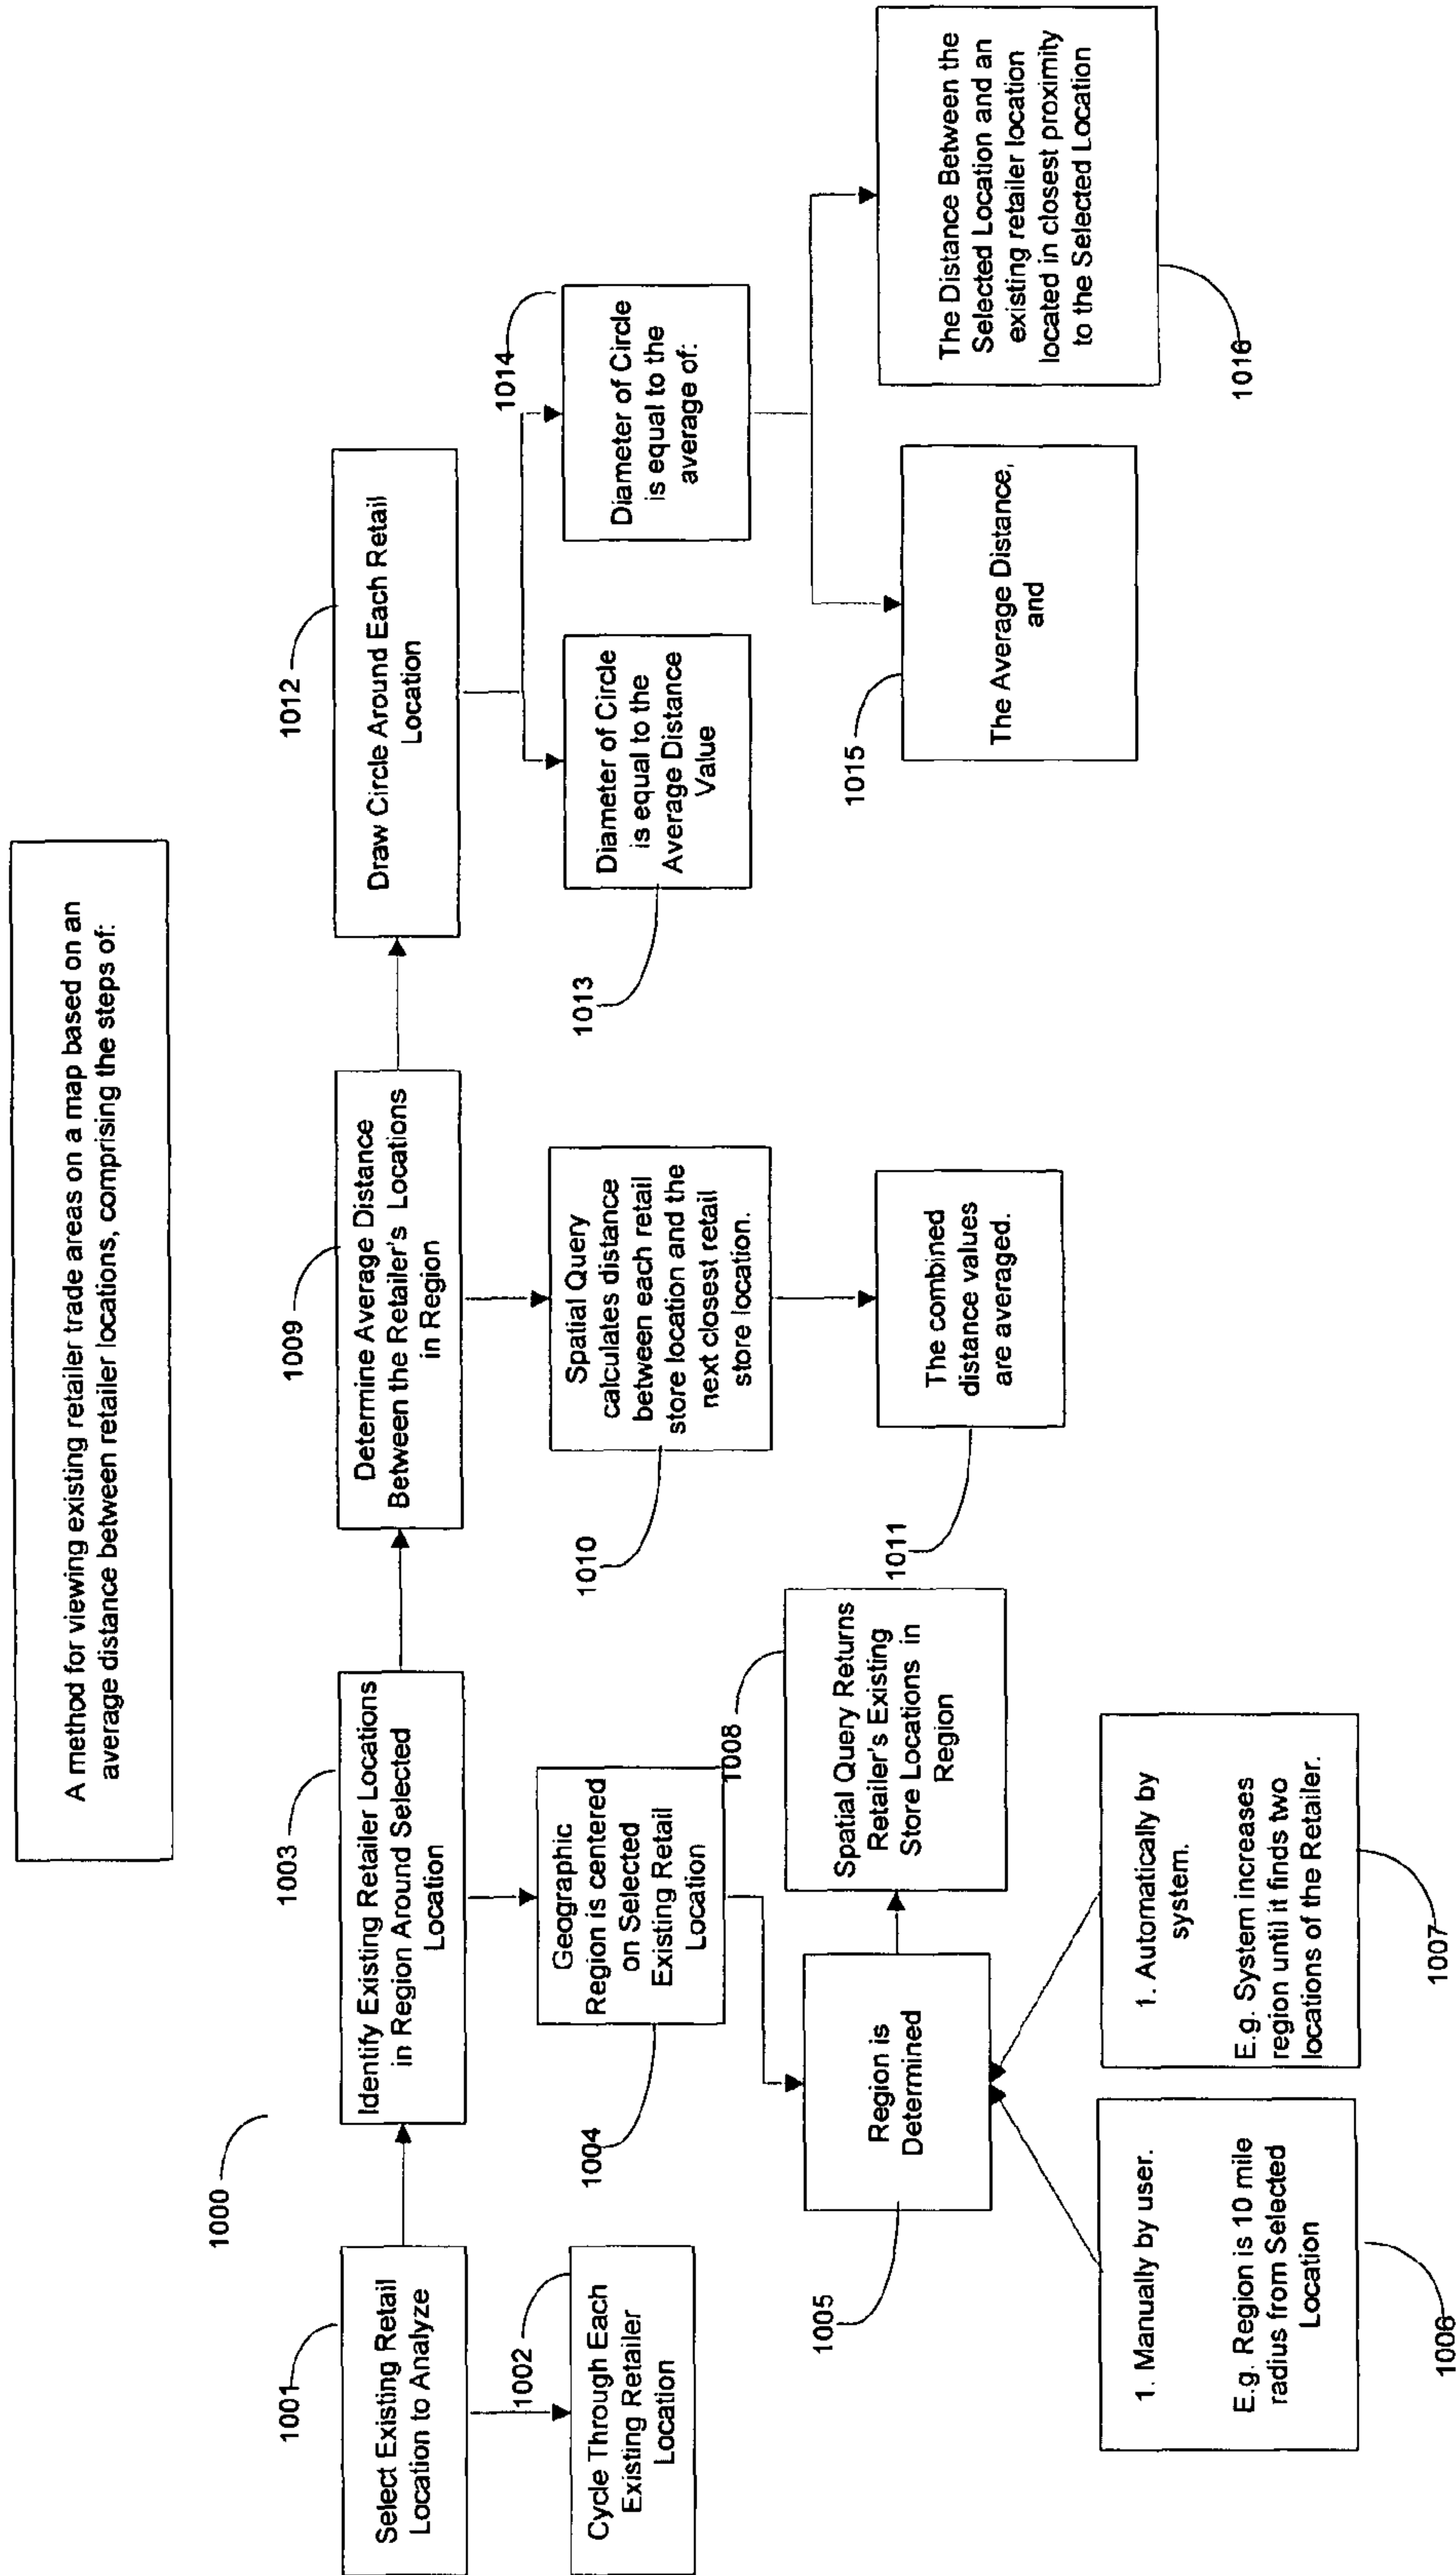 A method for viewing existing retailer trade areas on a map based on an
average distance between retailer locations, comprising the steps of:
1000
1001
Select Existing Retail
Location to Analyze
1002
Cycle Through Each
Existing Retailer
Location
1003
Identify Existing Retailer Locations
in Region Around Selected
Location
Geographic
Region is centered
on Selected
Existing Retail
Location
1004
1005
Region is
Determined
1. Manually by user.
E.g. Region is 10 mile
radius from Selected
Location
1006
1. Automatically by
system.
E.g. System increases
region until it finds two
locations of the Retailer.
1007
1008
Spatial Query Returns
Retailer's Existing
Store Locations in
Region
1009
Determine Average Distance
Between the Retailer's Locations
in Region
Spatial Query
calculates distance
between each retail
store location and the
next closest retail
store location.
1010
The combined
distance values
are averaged.
1011
1012
Draw Circle Around Each Retail
Location
Diameter of Circle
is equal to the
Average Distance
Value
1013
1014
Diameter of Circle
is equal to the
average of:
1015
The Average Distance,
and
The Distance Between the
Selected Location and an
existing retailer location
located in closest proximity
to the Selected Location
1016